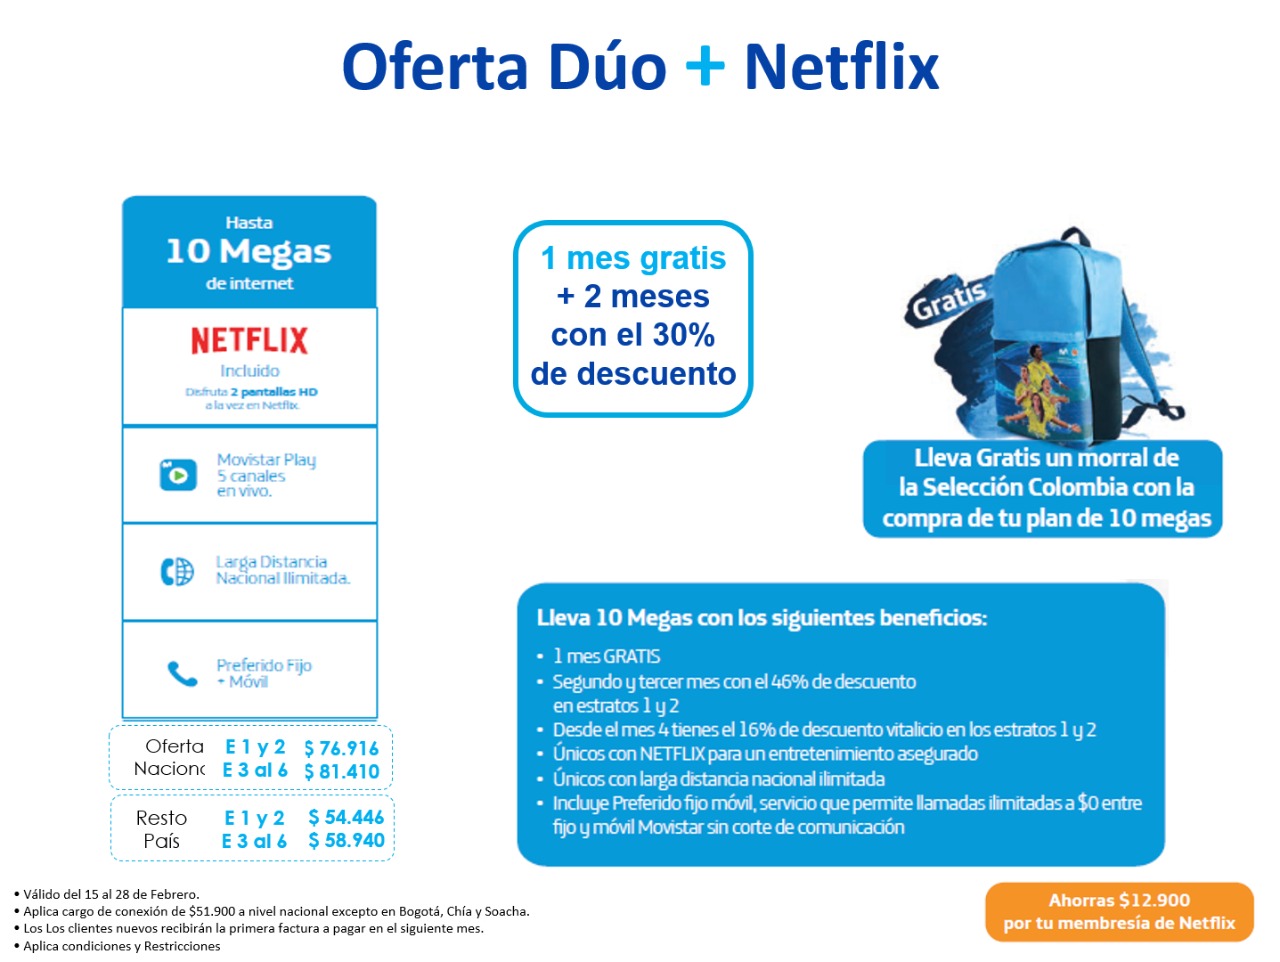 Oferta Dúo + Netflix
Hasta
10 Megas
de internet
NETFLIX
Incluido
Disfruta 2 pantallas HD
a la vez en Netflix.
Movistar Play
5 canales
en vivo.
Larga Distancia
Nacional Ilimitada.
Preferido Fijo
+ Móvil
Oferta E 1 y 2 $ 76.916
Nacionc E 3 al 6 $ 81.410
Resto E 1 y 2 $ 54.446
País E 3 al 6 $ 58.940
1 mes gratis
+ 2 meses
con el 30%
de descuento
Gratis
Lleva Gratis un morral de
la Selección Colombia con la
compra de tu plan de 10 megas
Lleva 10 Megas con los siguientes beneficios:
• 1 mes GRATIS
• Segundo y tercer mes con el 46% de descuento
en estratos 1 y 2
• Desde el mes 4 tienes el 16% de descuento vitalicio en los estratos 1 y 2
• Únicos con NETFLIX para un entretenimiento asegurado
• Únicos con larga distancia nacional ilimitada
• Incluye Preferido fijo móvil, servicio que permite llamadas ilimitadas a $0 entre
fijo y móvil Movistar sin corte de comunicación
• Válido del 15 al 28 de Febrero.
• Aplica cargo de conexión de $51.900 a nivel nacional excepto en Bogotá, Chía y Soacha.
• Los Los clientes nuevos recibirán la primera factura a pagar en el siguiente mes.
• Aplica condiciones y Restricciones
Ahorras $12.900
por tu membresía de Netflix